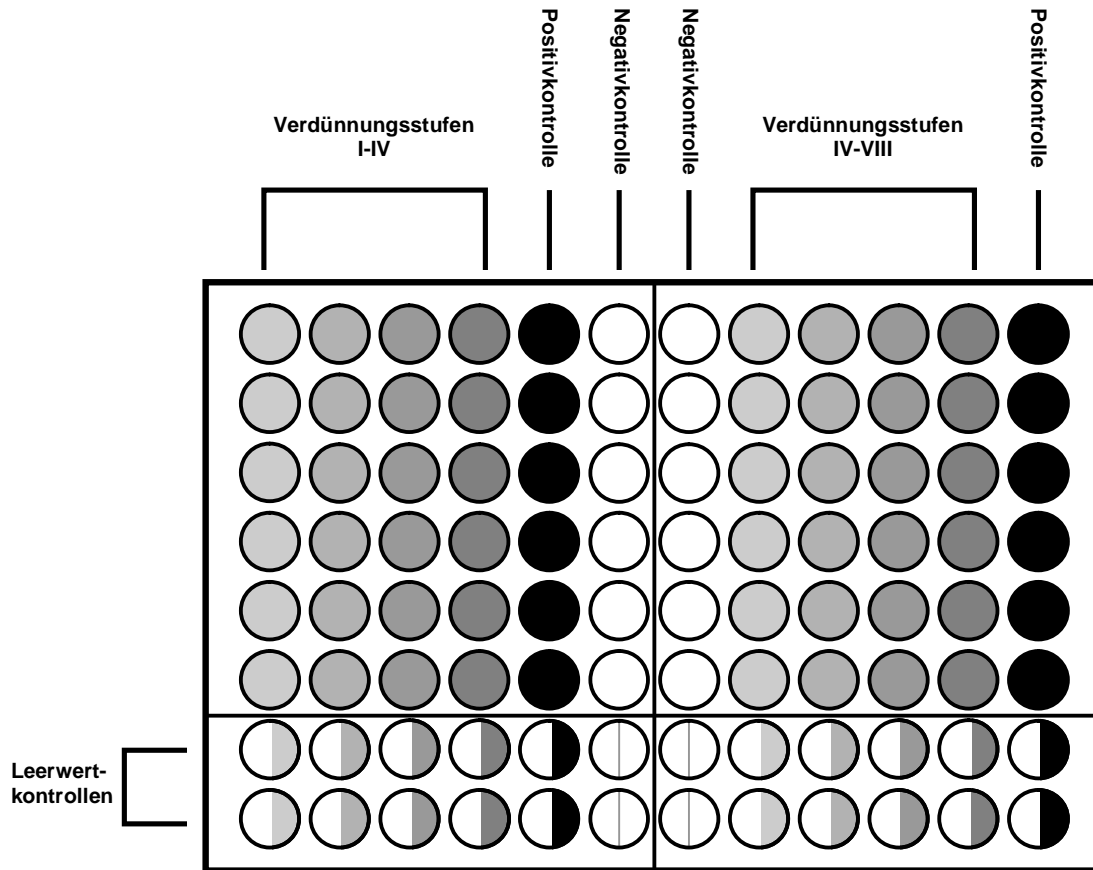 Positivkontrolle
Negativkontrolle
Negativkontrolle
Positivkontrolle
Verdünnungsstufen
I-IV
Verdünnungsstufen
IV-VIII
Leerwert-
kontrollen